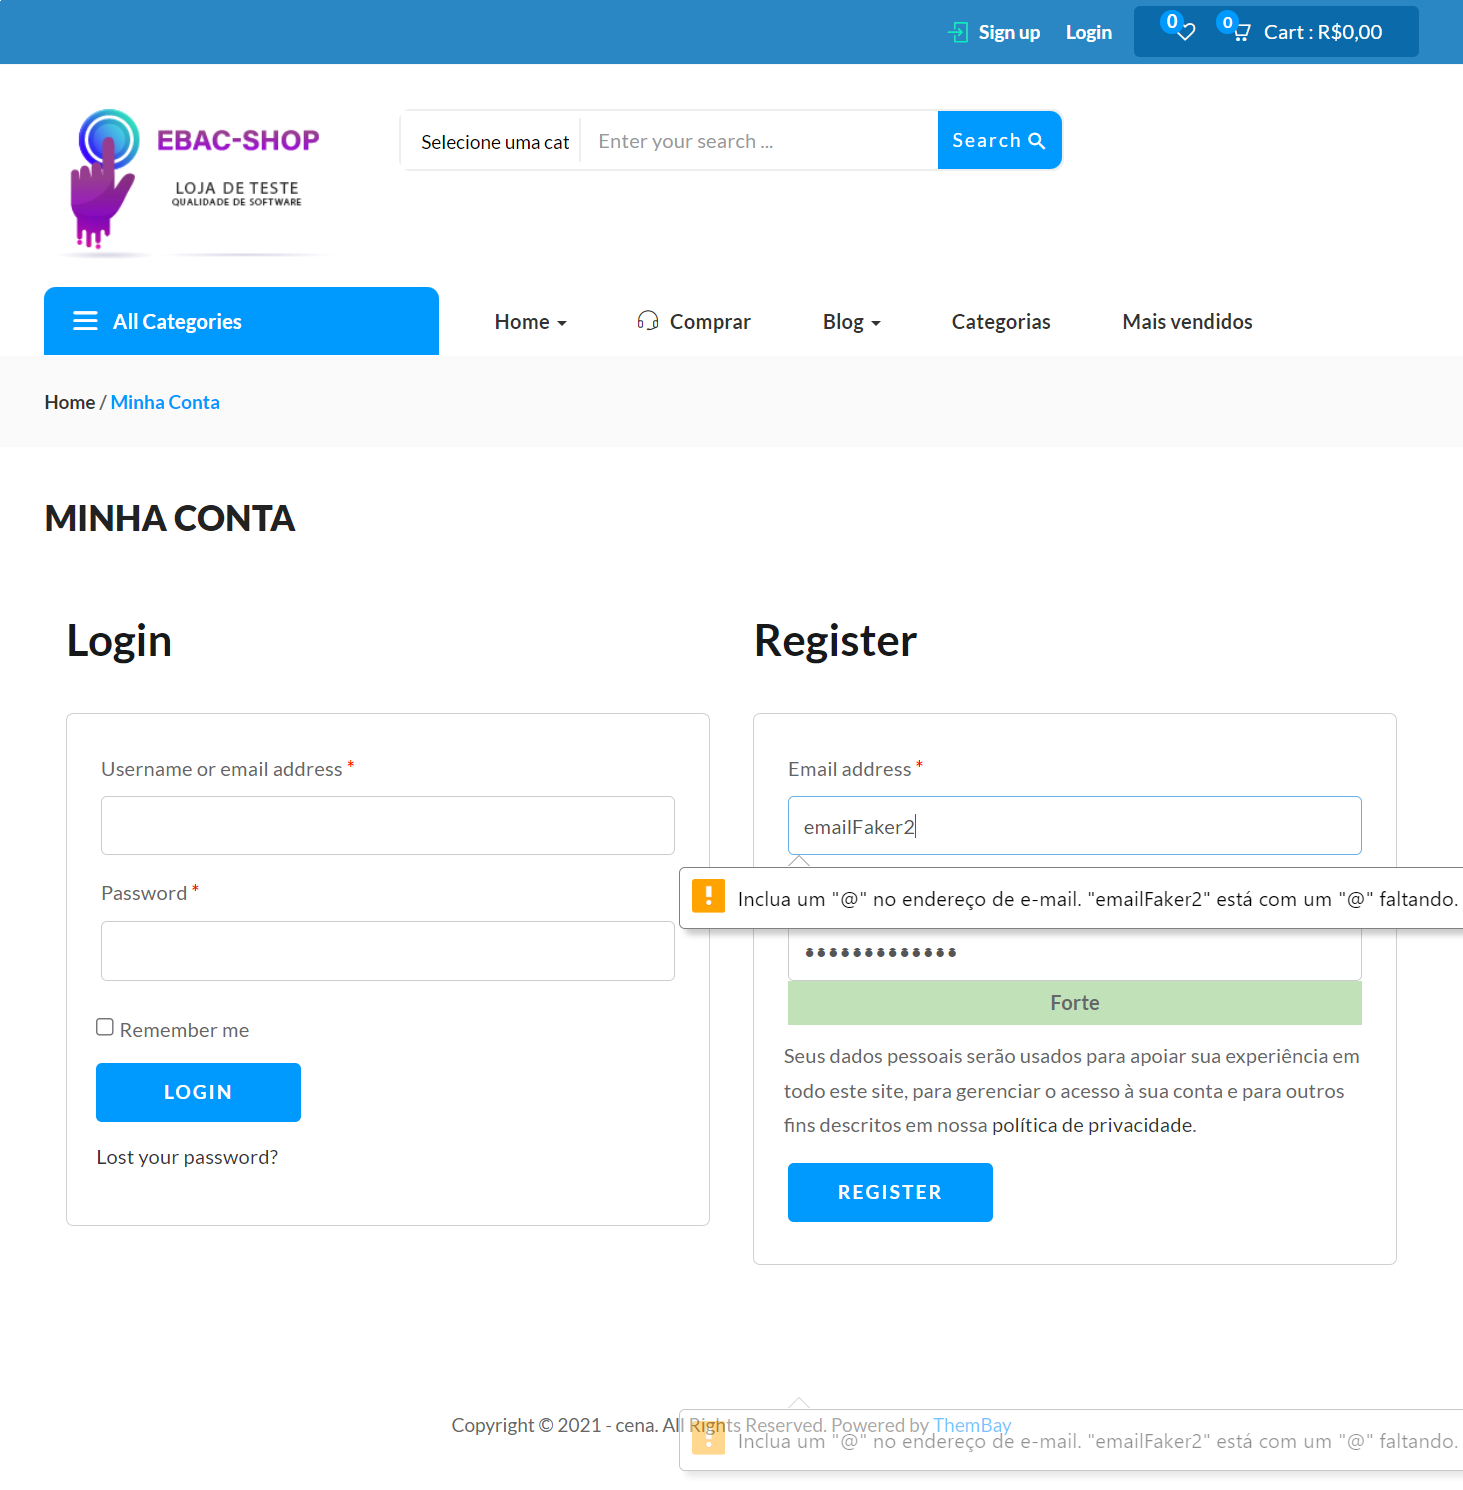 Sign up Login 0 0 Cart : R$0,00
EBAC-SHOP
LOJA DE TESTE
QUALIDADE DE SOFTWARE
Selecione uma cat Enter your search ... Search
All Categories Home Comprar Blog Categorias Mais vendidos
Home / Minha Conta
MINHA CONTA
Login
Username or email address *
Password *
Remember me
LOGIN
Lost your password?
Register
Email address *
emailFaker2
Inclua um "@" no endereço de e-mail. "emailFaker2" está com um "@" faltando.
Forte
Seus dados pessoais serão usados para apoiar sua experiência em
todo este site, para gerenciar o acesso à sua conta e para outros
fins descritos em nossa política de privacidade.
REGISTER
Copyright © 2021 - cena. All Rights Reserved. Powered by ThemBay
Inclua um "@" no endereço de e-mail. "emailFaker2" está com um "@" faltando.